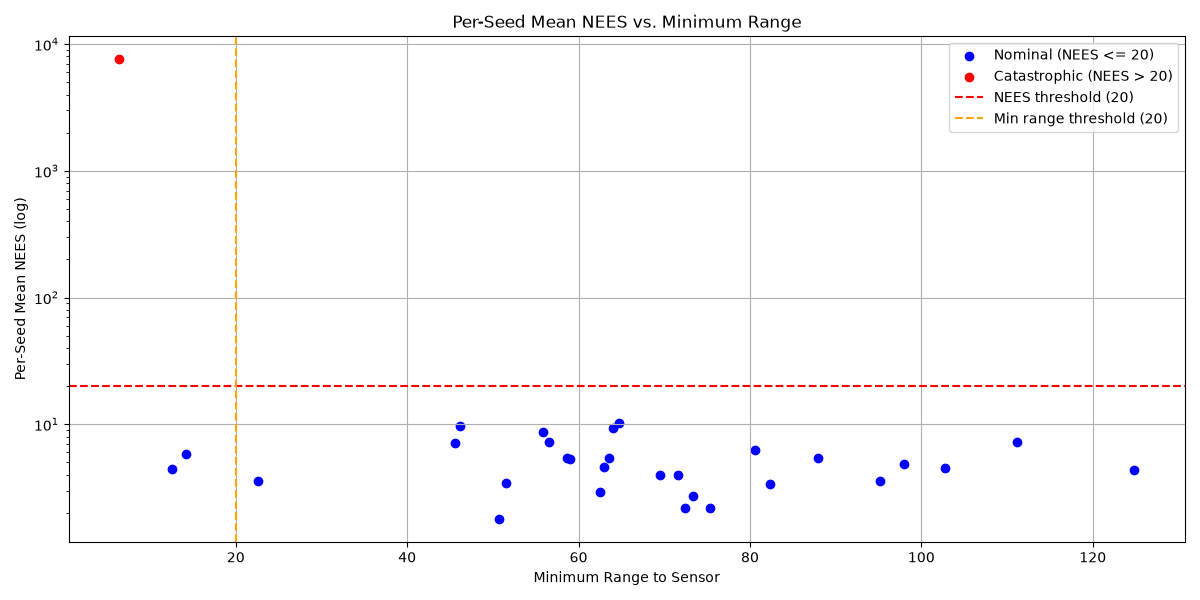 Per-Seed Mean NEES vs. Minimum Range
Per-Seed Mean NEES (log)
10^4
10^3
10^2
10^1
Nominal (NEES <= 20)
Catastrophic (NEES > 20)
NEES threshold (20)
Min range threshold (20)
20 40 60 80 100 120
Minimum Range to Sensor